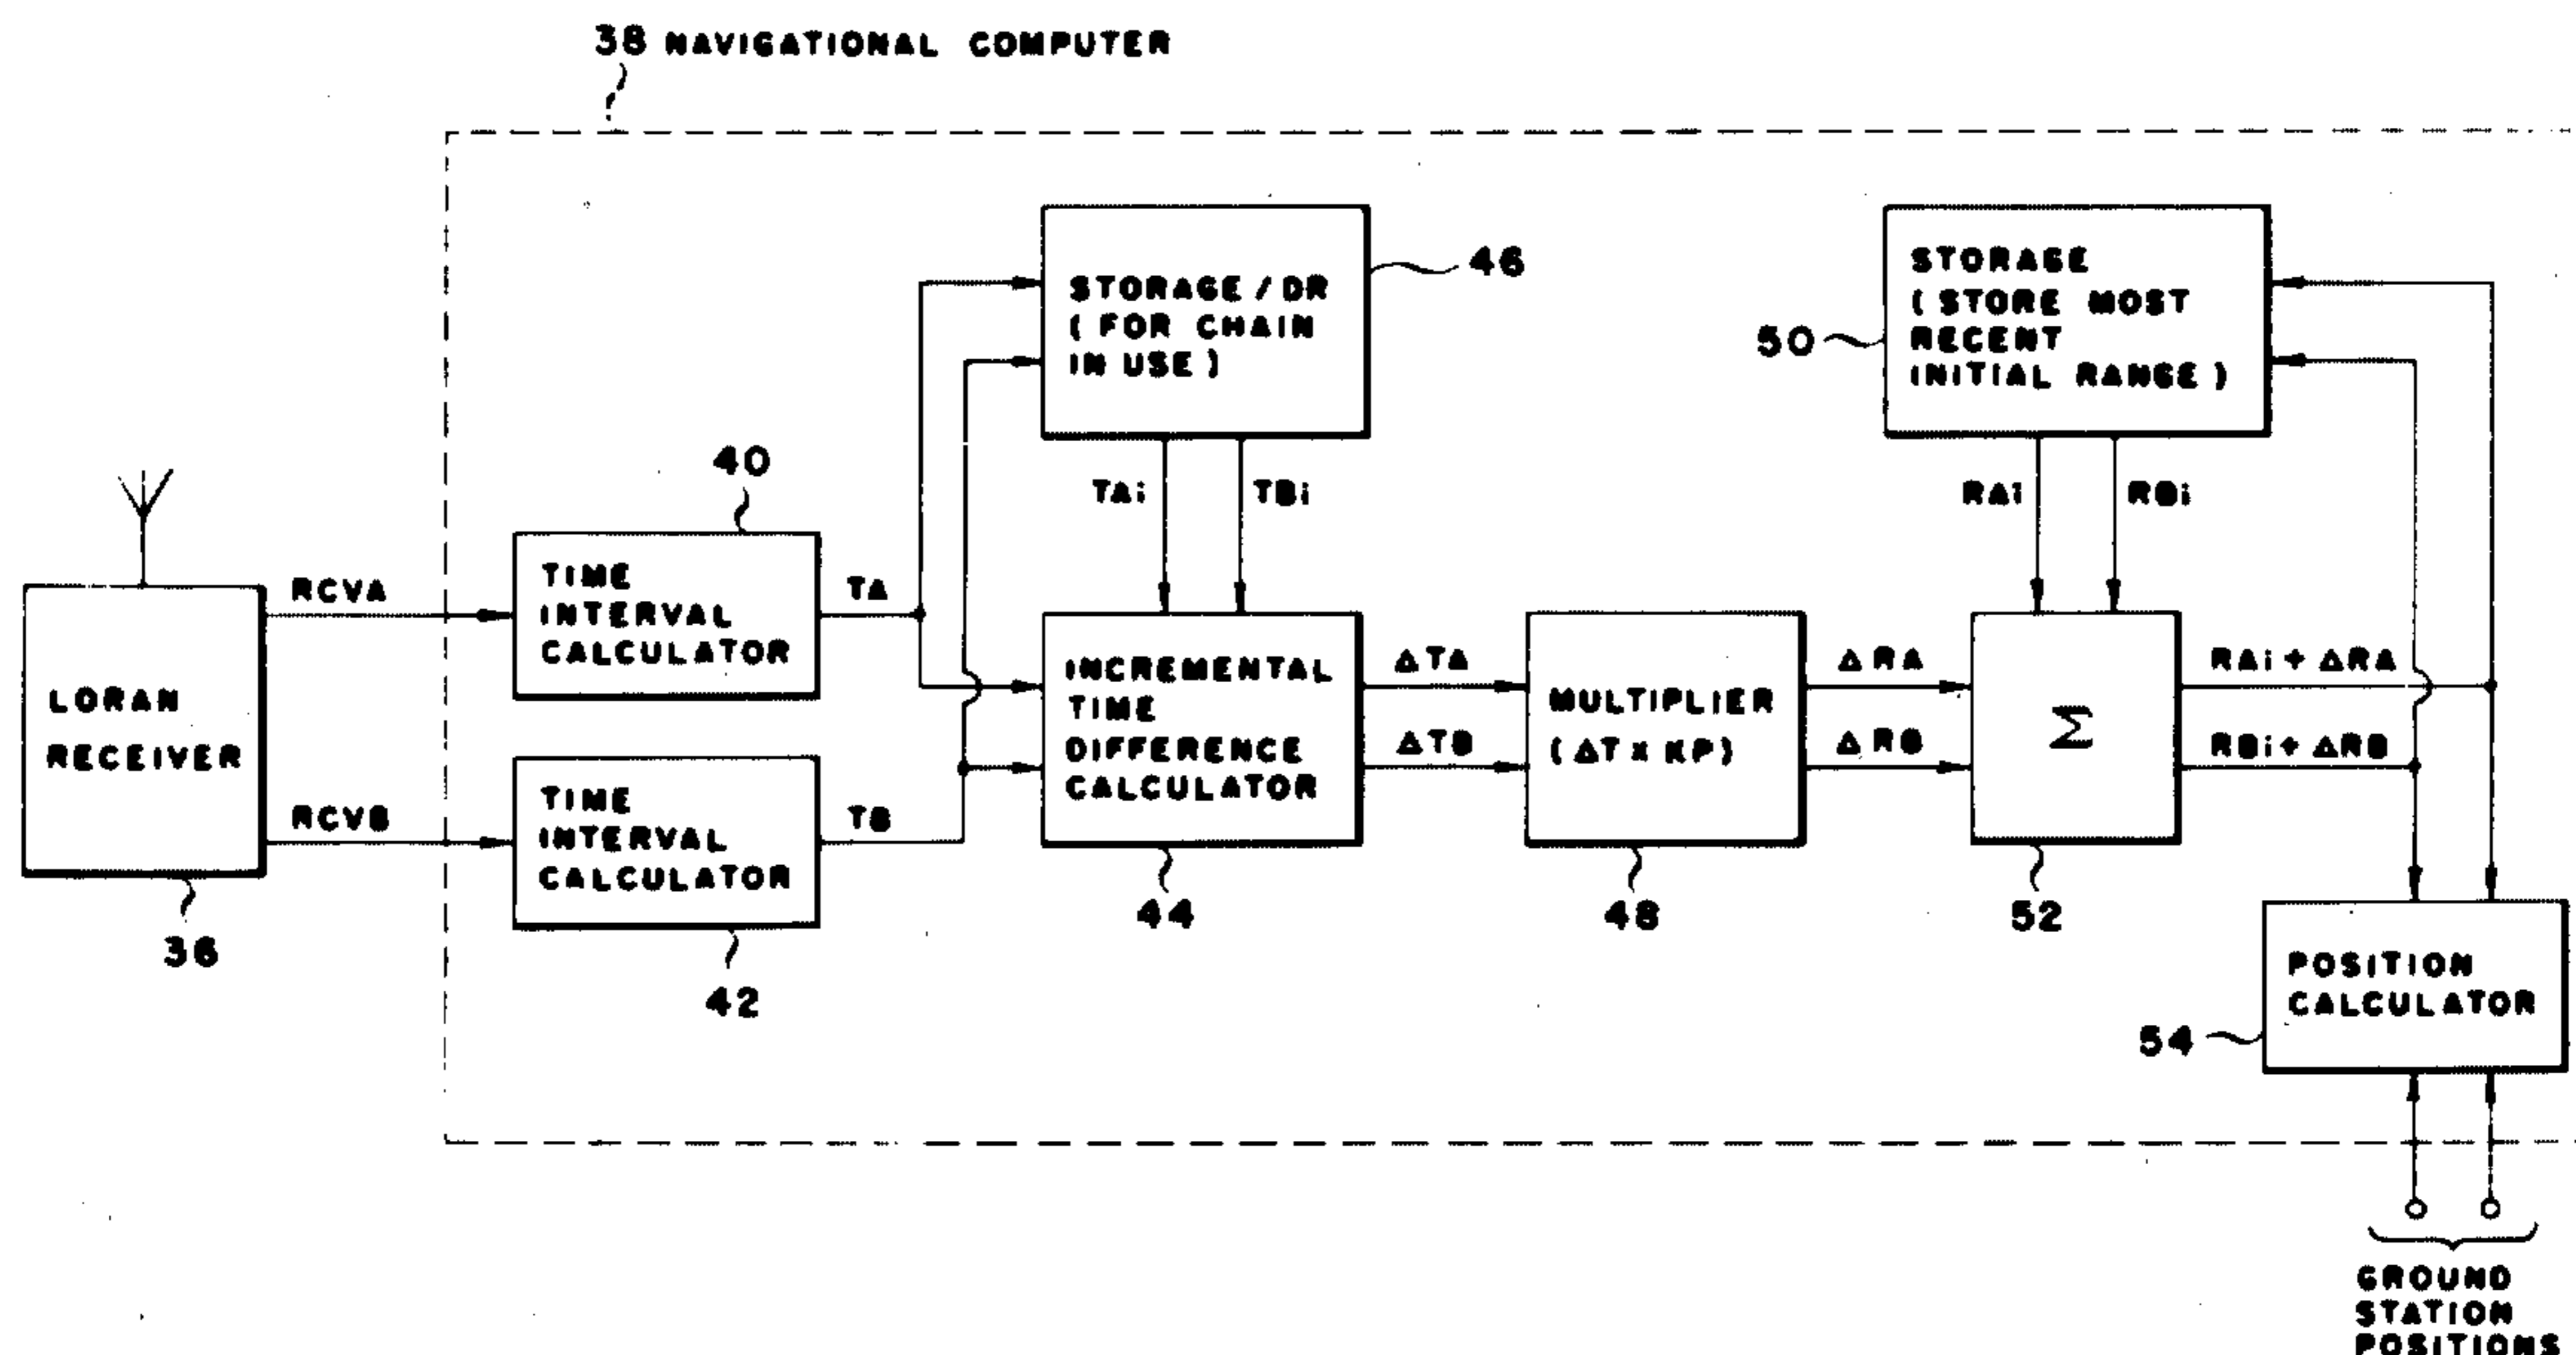 38 NAVIGATIONAL COMPUTER
STORAGE / DR
( FOR CHAIN
IN USE )
46
STORAGE
( STORE MOST
RECENT
INITIAL RANGE )
50
40
TAi
TBi
RAi
RBi
LORAN
RECEIVER
36
RCVA
RCVB
TIME
INTERVAL
CALCULATOR
TA
TIME
INTERVAL
CALCULATOR
TB
42
INCREMENTAL
TIME
DIFFERENCE
CALCULATOR
44
ΔTA
ΔTB
MULTIPLIER
(ΔT x KP)
48
ΔRA
ΔRB
Σ
52
RAi + ΔRA
RBi + ΔRB
POSITION
CALCULATOR
54
GROUND
STATION
POSITIONS